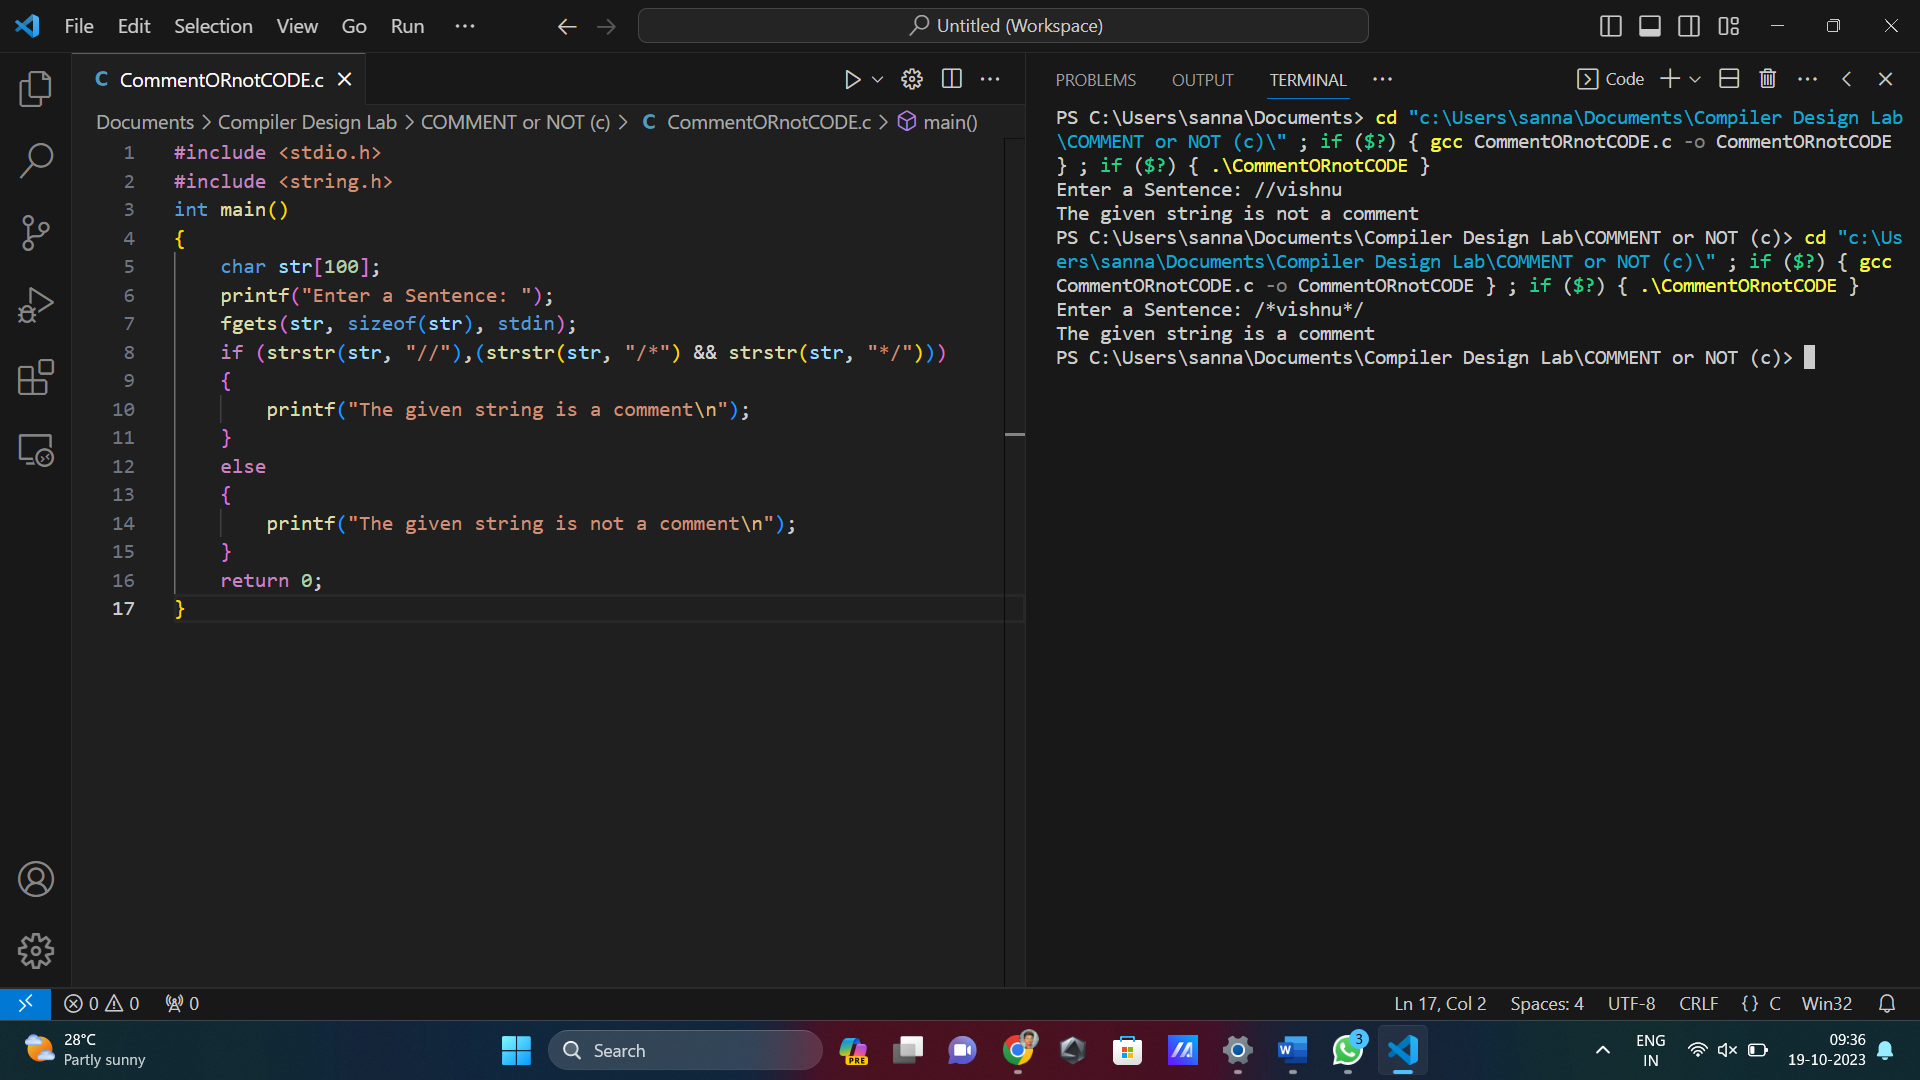 File Edit Selection View Go Run ··· Untitled (Workspace)
C CommentORnotCODE.c
Documents > Compiler Design Lab > COMMENT or NOT (c) > C CommentORnotCODE.c > main()
1 #include <stdio.h>
2 #include <string.h>
3 int main()
4 {
5 char str[100];
6 printf("Enter a Sentence: ");
7 fgets(str, sizeof(str), stdin);
8 if (strstr(str, "//"),(strstr(str, "/*") && strstr(str, "*/")))
9 {
10 printf("The given string is a comment\n");
11 }
12 else
13 {
14 printf("The given string is not a comment\n");
15 }
16 return 0;
17 }
PROBLEMS OUTPUT TERMINAL ··· Code
PS C:\Users\sanna\Documents> cd "c:\Users\sanna\Documents\Compiler Design Lab
\COMMENT or NOT (c)\" ; if ($?) { gcc CommentORnotCODE.c -o CommentORnotCODE
} ; if ($?) { .\CommentORnotCODE }
Enter a Sentence: //vishnu
The given string is not a comment
PS C:\Users\sanna\Documents\Compiler Design Lab\COMMENT or NOT (c)> cd "c:\Us
ers\sanna\Documents\Compiler Design Lab\COMMENT or NOT (c)\" ; if ($?) { gcc
CommentORnotCODE.c -o CommentORnotCODE } ; if ($?) { .\CommentORnotCODE }
Enter a Sentence: /*vishnu*/
The given string is a comment
PS C:\Users\sanna\Documents\Compiler Design Lab\COMMENT or NOT (c)>
0 0 0 Ln 17, Col 2 Spaces: 4 UTF-8 CRLF {} C Win32
28°C
Partly sunny
Search
PRE
W
3
ENG
IN
09:36
19-10-2023